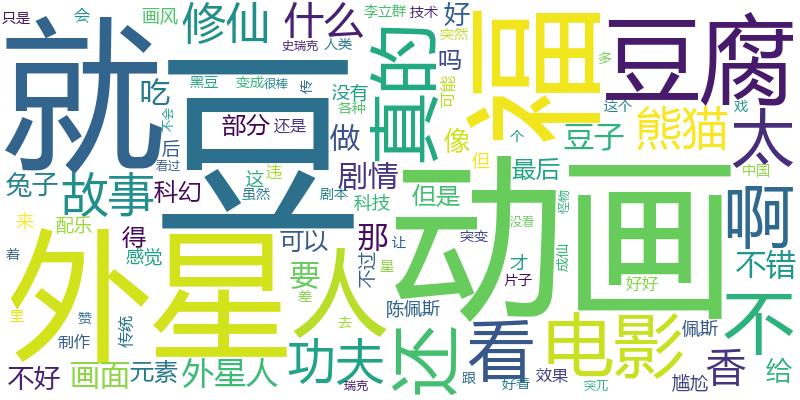 只是
会
画风
修仙
什么
李立群
技术
好
史瑞克
人类
突然
就
豆
真的
福
豆腐
吃
黑豆
变成
很棒
传
没有
各种
吗
可能
多
不会
部分
还是
做
像
豆子
这个
熊猫
太
戏
后
看过
剧情
但
个
最后
中国
兔子
故事
科幻
这
违
虽然
剧本
科技
但是
动画
怪物
啊
来
配乐
得
可以
那
让
没看
突变
成仙
不错
着
外星
人
感觉
要
不过
星
才
片子
好好
里
赞
制作
传统
差
去
陈佩斯
还
看
电影
佩斯
不
不好
画面
元素
外星人
功夫
瑞克
跟
好看
效果
突兀
尴尬
香
给